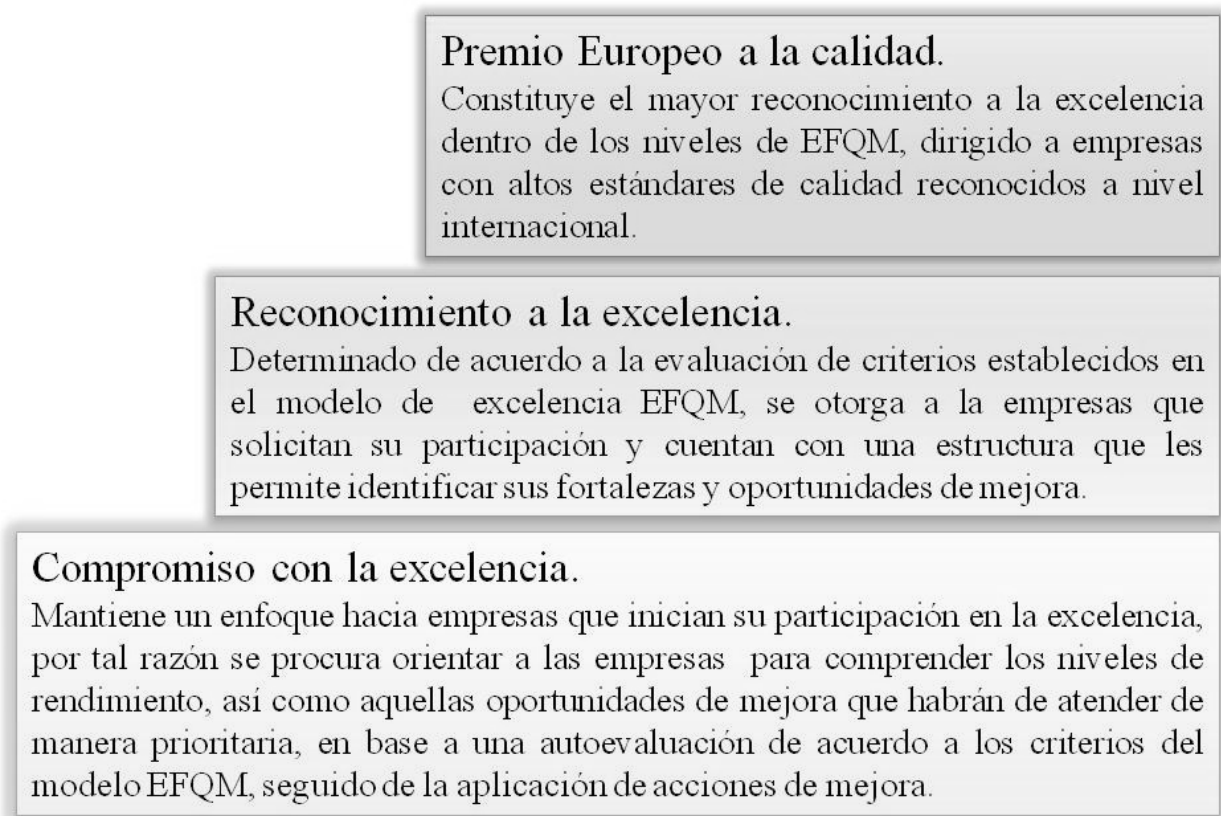 Premio Europeo a la calidad.
Constituye el mayor reconocimiento a la excelencia
dentro de los niveles de EFQM, dirigido a empresas
con altos estándares de calidad reconocidos a nivel
internacional.
Reconocimiento a la excelencia.
Determinado de acuerdo a la evaluación de criterios establecidos en
el modelo de excelencia EFQM, se otorga a la empresas que
solicitan su participación y cuentan con una estructura que les
permite identificar sus fortalezas y oportunidades de mejora.
Compromiso con la excelencia.
Mantiene un enfoque hacia empresas que inician su participación en la excelencia,
por tal razón se procura orientar a las empresas para comprender los niveles de
rendimiento, así como aquellas oportunidades de mejora que habrán de atender de
manera prioritaria, en base a una autoevaluación de acuerdo a los criterios del
modelo EFQM, seguido de la aplicación de acciones de mejora.